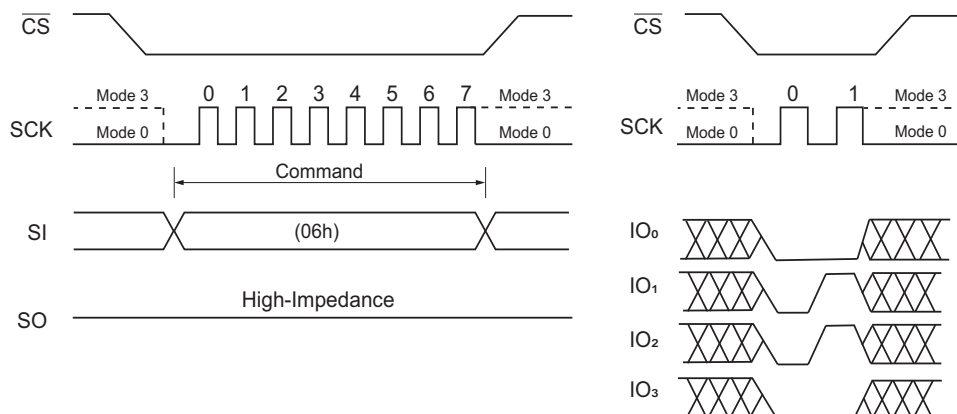 CS
SCK
Mode 3
Mode 0
0 1 2 3 4 5 6 7
Mode 3
Mode 0
Command
SI
(06h)
High-Impedance
SO
CS
SCK
Mode 3
Mode 0
0 1
Mode 3
Mode 0
IO₀
IO₁
IO₂
IO₃